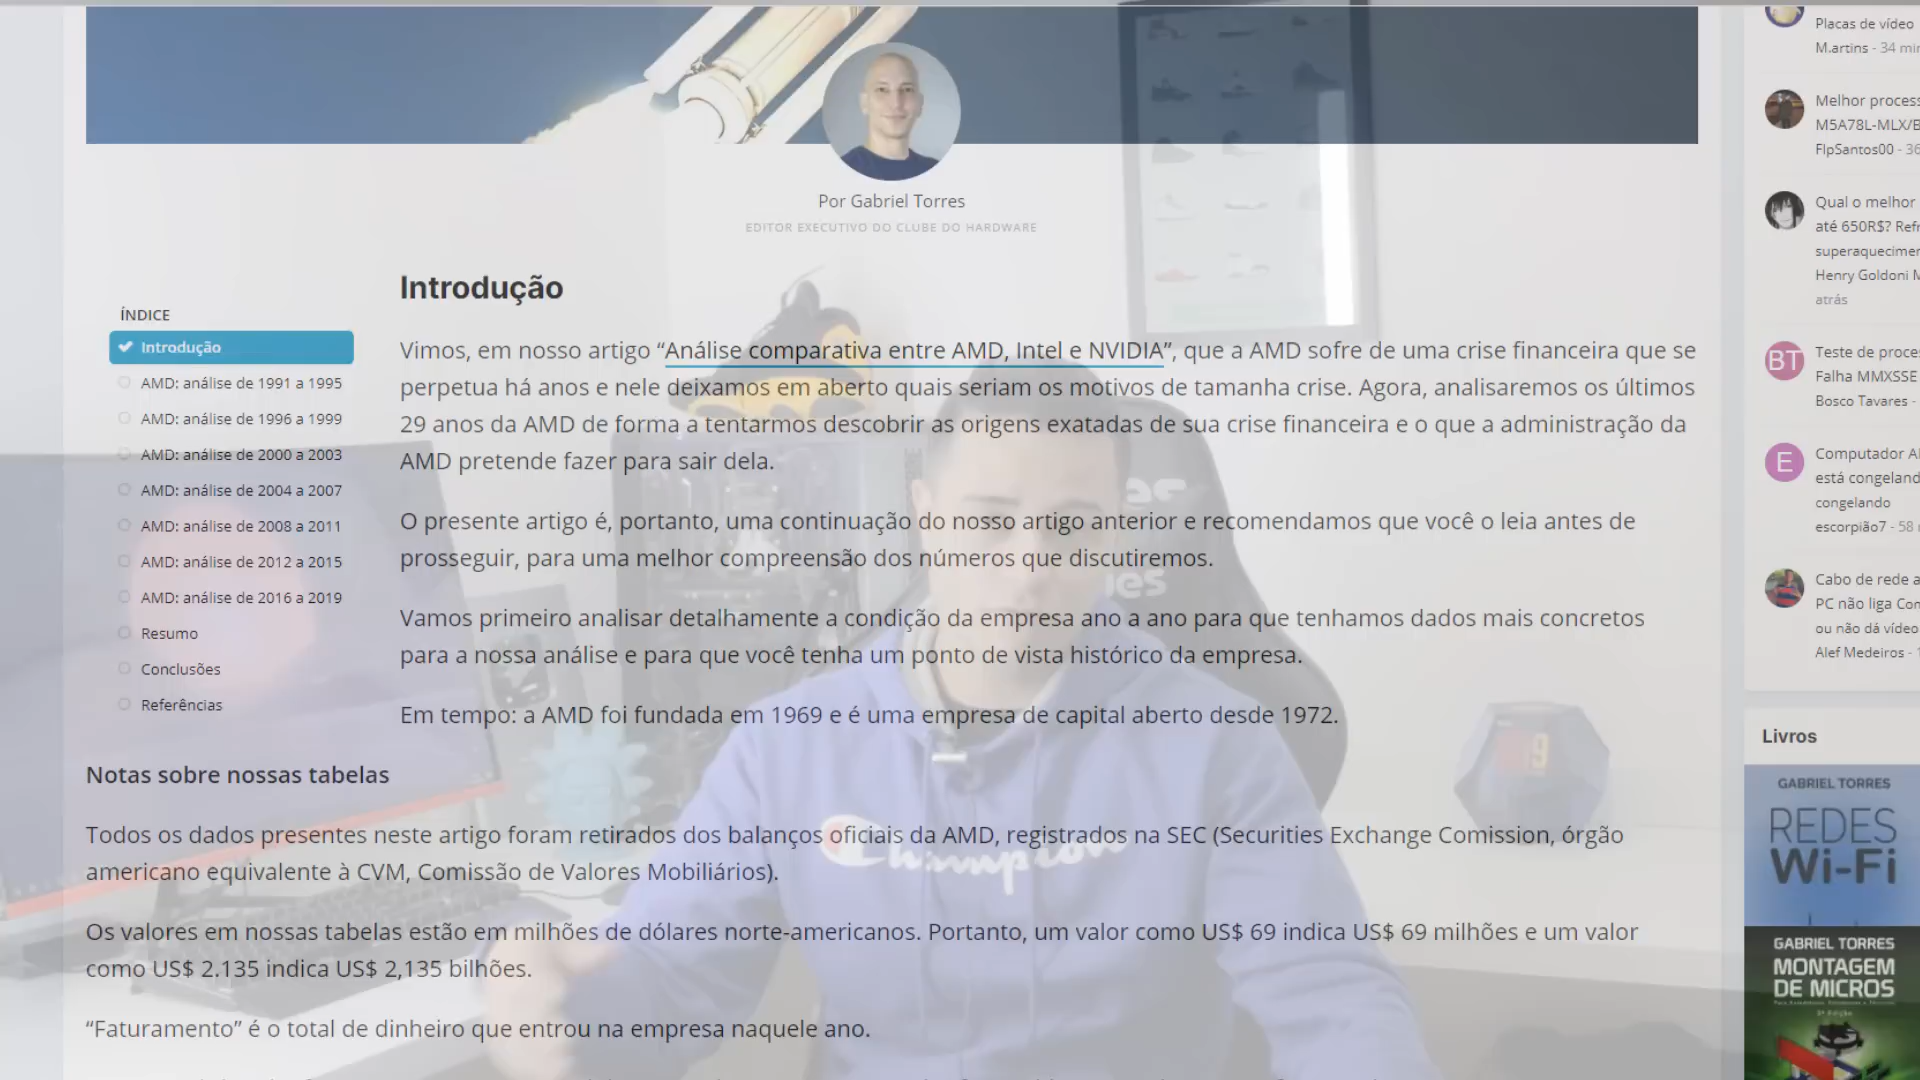 Por Gabriel Torres
EDITOR EXECUTIVO DO CLUBE DO HARDWARE
ÍNDICE
Introdução
AMD: análise de 1991 a 1995
AMD: análise de 1996 a 1999
AMD: análise de 2000 a 2003
AMD: análise de 2004 a 2007
AMD: análise de 2008 a 2011
AMD: análise de 2012 a 2015
AMD: análise de 2016 a 2019
Resumo
Conclusões
Referências
Introdução
Vimos, em nosso artigo “Análise comparativa entre AMD, Intel e NVIDIA”, que a AMD sofre de uma crise financeira que se
perpetua há anos e nele deixamos em aberto quais seriam os motivos de tamanha crise. Agora, analisaremos os últimos
29 anos da AMD de forma a tentarmos descobrir as origens exatadas de sua crise financeira e o que a administração da
AMD pretende fazer para sair dela.
O presente artigo é, portanto, uma continuação do nosso artigo anterior e recomendamos que você o leia antes de
prosseguir, para uma melhor compreensão dos números que discutiremos.
Vamos primeiro analisar detalhamente a condição da empresa ano a ano para que tenhamos dados mais concretos
para a nossa análise e para que você tenha um ponto de vista histórico da empresa.
Em tempo: a AMD foi fundada em 1969 e é uma empresa de capital aberto desde 1972.
Notas sobre nossas tabelas
Todos os dados presentes neste artigo foram retirados dos balanços oficiais da AMD, registrados na SEC (Securities Exchange Comission, órgão
americano equivalente à CVM, Comissão de Valores Mobiliários).
Os valores em nossas tabelas estão em milhões de dólares norte-americanos. Portanto, um valor como US$ 69 indica US$ 69 milhões e um valor
como US$ 2.135 indica US$ 2,135 bilhões.
“Faturamento” é o total de dinheiro que entrou na empresa naquele ano.
Champion
Placas de vídeo
M.artins - 34 min
Melhor process
M5A78L-MLX/B
FlpSantos00 - 36
Qual o melhor
até 650R$? Refr
superaquecimen
Henry Goldoni M
atrás
BT
Teste de proces
Falha MMXSSE
Bosco Tavares -
E
Computador A
está congeland
congelando
escorpião7 - 58
Cabo de rede a
PC não liga Com
ou não dá vídeo
Alef Medeiros -
Livros
GABRIEL TORRES
REDES
Wi-Fi
GABRIEL TORRES
MONTAGEM
DE MICROS